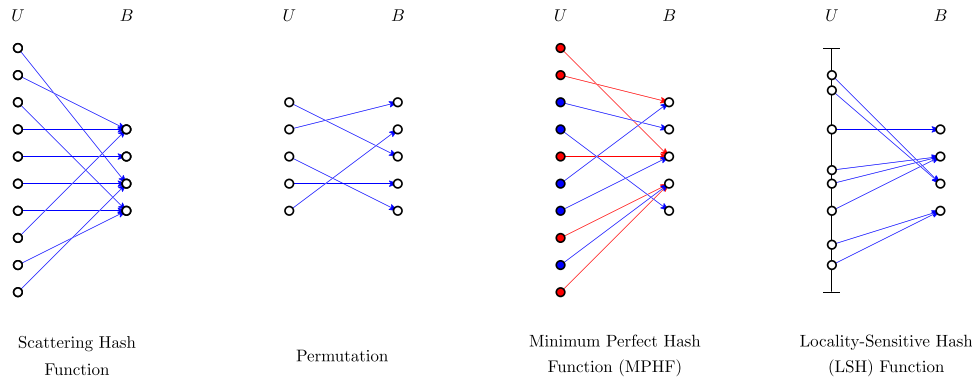 U B U B U B U B
Scattering Hash
Function
Permutation
Minimum Perfect Hash
Function (MPHF)
Locality-Sensitive Hash
(LSH) Function